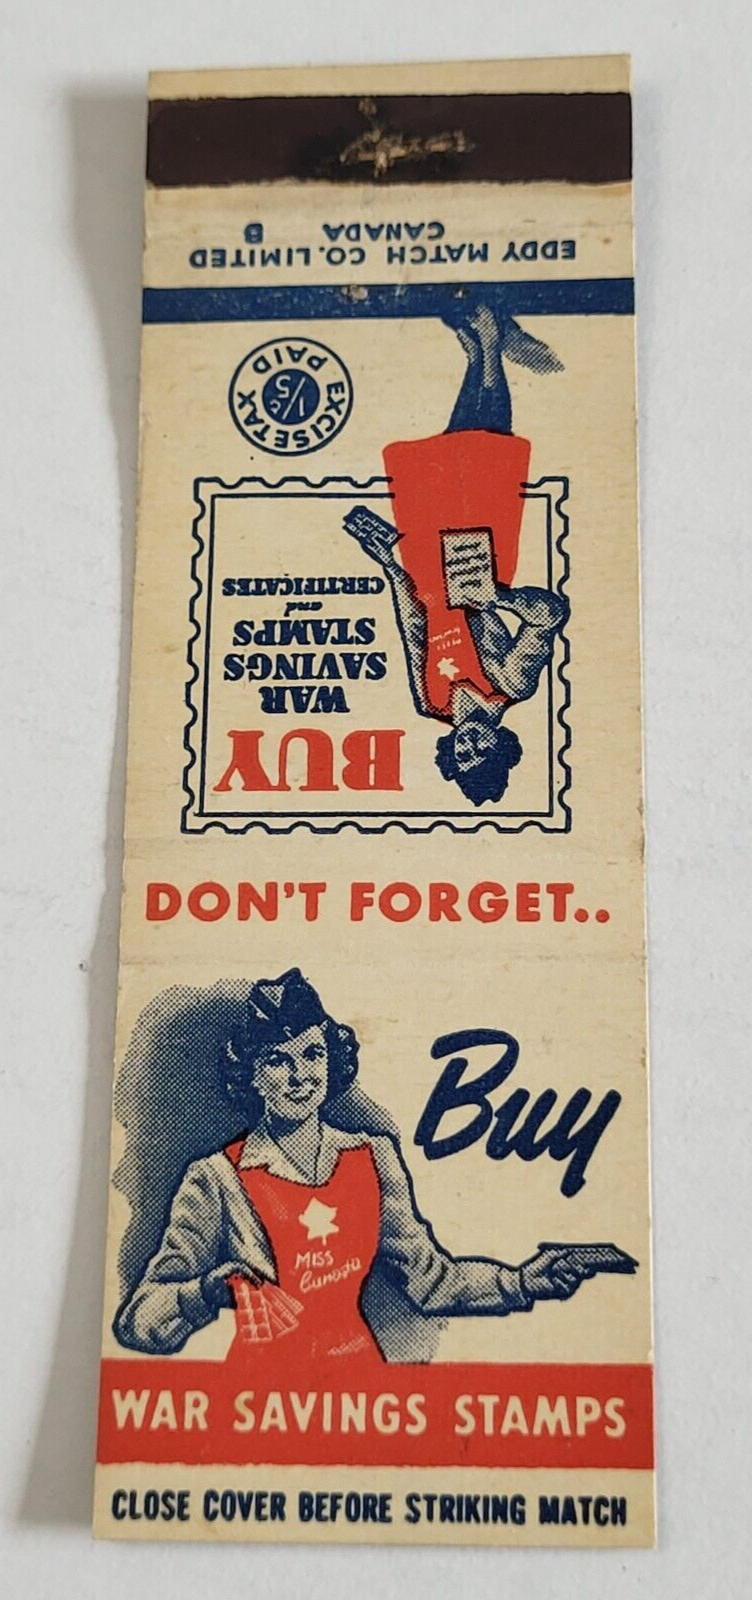 EDDY MATCH CO. LIMITED
CANADA B
EXCISE TAX
PAID
1/5 c
BUY
WAR
SAVINGS
STAMPS
and
CERTIFICATES
MISS
DON'T FORGET..
Buy
MISS
Canada
WAR SAVINGS STAMPS
CLOSE COVER BEFORE STRIKING MATCH